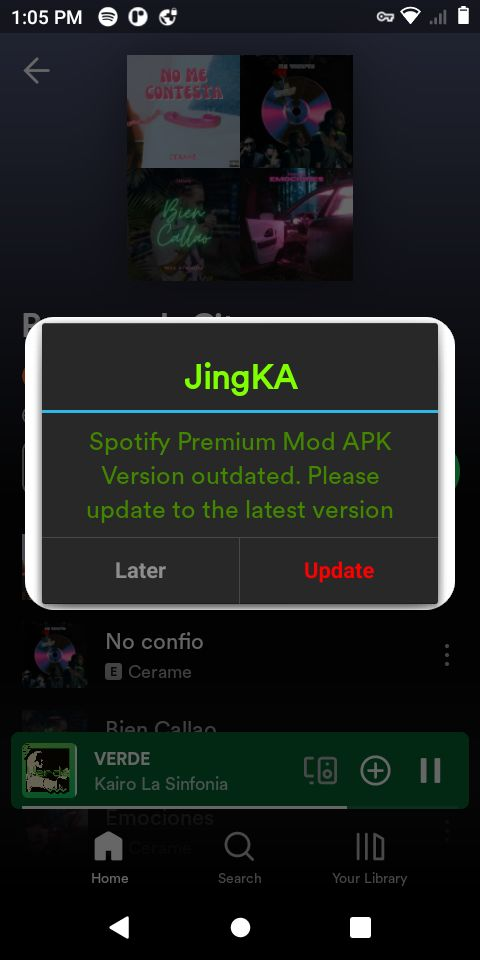 1:05 PM
NO ME
CONTESTA
CERAME
Bien
Callao
EMOCIONES
JingKA
Spotify Premium Mod APK
Version outdated. Please
update to the latest version
Later
Update
No confio
E Cerame
Bien Callao
VERDE
Kairo La Sinfonia
Emociones
Cerame
Home
Search
Your Library